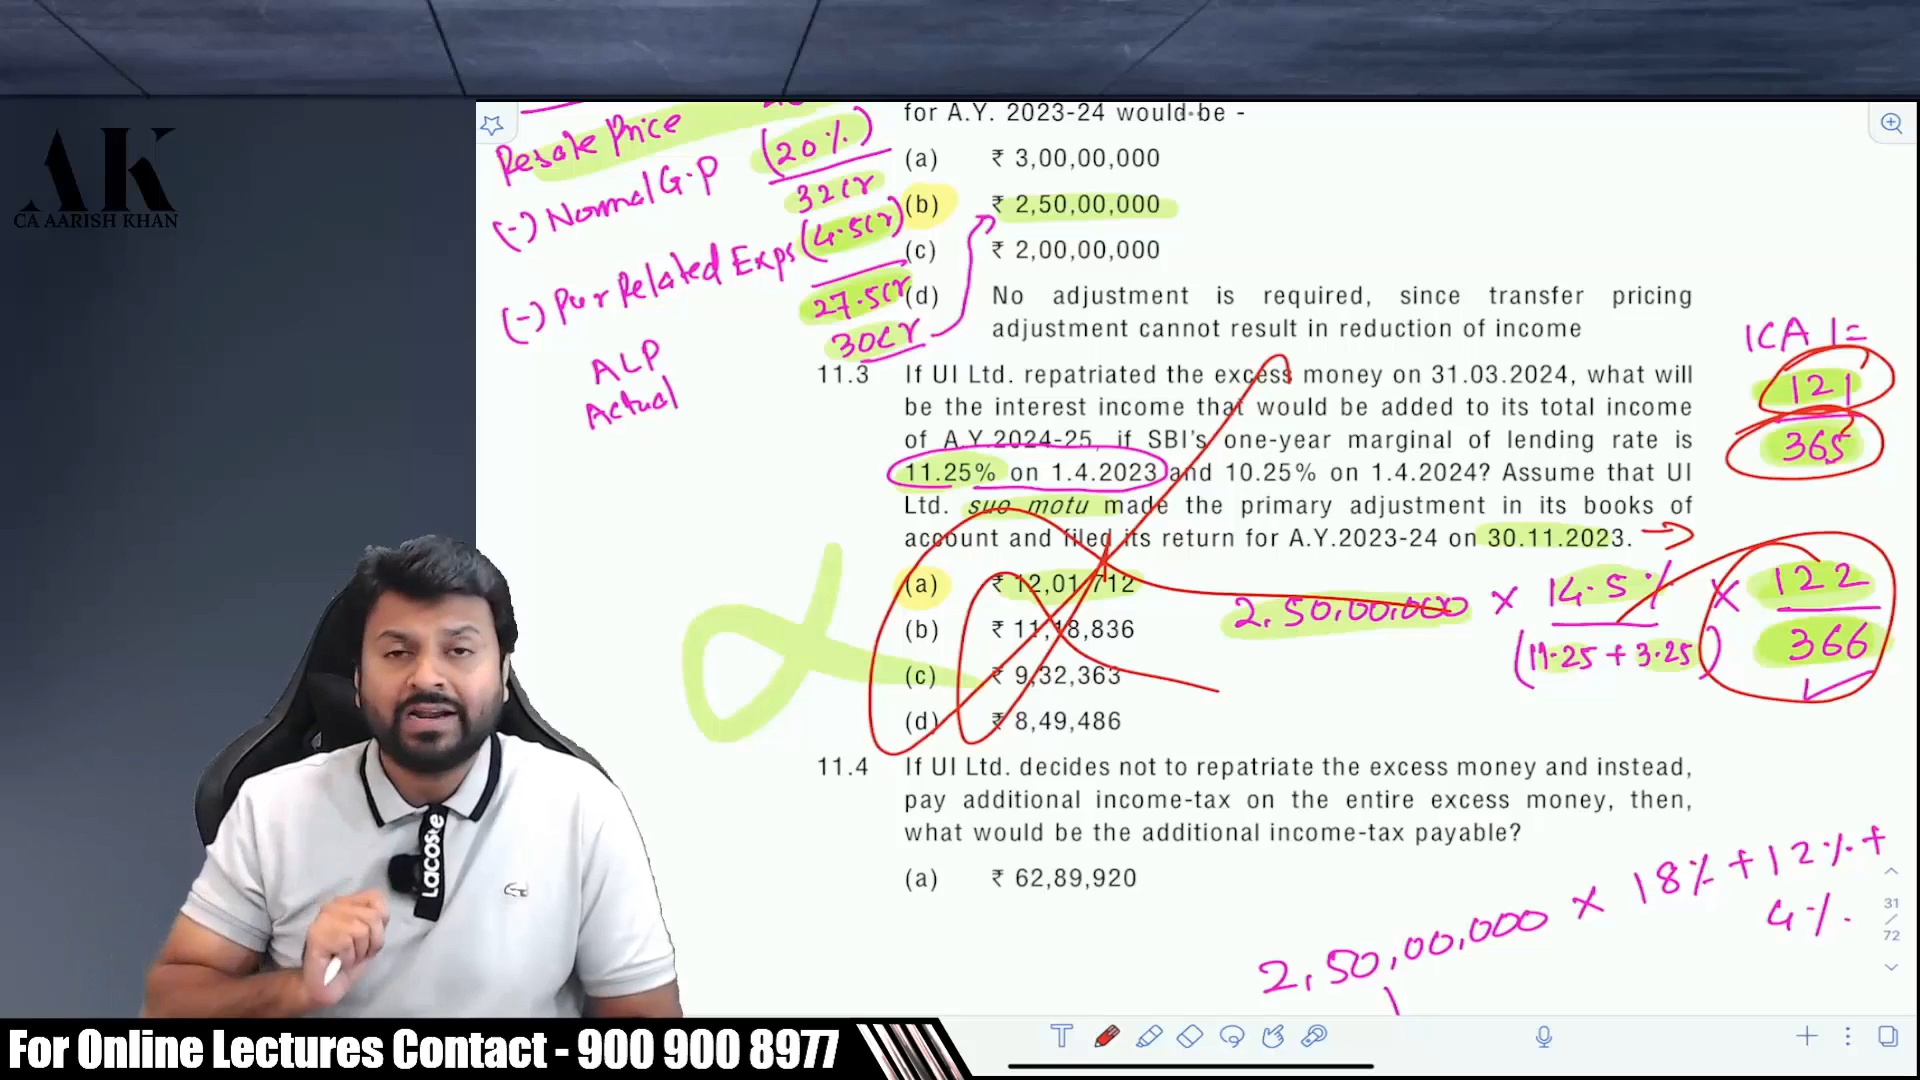 AK
CA AARISH KHAN
Resale Price
(-) Normal G.P (20%)
32cr
(-) Pur Related Exps (4.5Cr)
27.5Cr
ALP 30Cr
Actual
for A.Y. 2023-24 would be -
(a) ₹ 3,00,00,000
(b) ₹ 2,50,00,000
(c) ₹ 2,00,00,000
(d) No adjustment is required, since transfer pricing
adjustment cannot result in reduction of income
11.3 If UI Ltd. repatriated the excess money on 31.03.2024, what will
be the interest income that would be added to its total income
of A.Y.2024-25, if SBI's one-year marginal of lending rate is
11.25% on 1.4.2023 and 10.25% on 1.4.2024? Assume that UI
Ltd. suo motu made the primary adjustment in its books of
account and filed its return for A.Y.2023-24 on 30.11.2023.
ICAI =
121
365
(a) ₹ 12,01,712
(b) ₹ 11,18,836
(c) ₹ 9,32,363
(d) ₹ 8,49,486
2,50,00,000 × 14.5% × 122
(11.25 + 3.25) 366
11.4 If UI Ltd. decides not to repatriate the excess money and instead,
pay additional income-tax on the entire excess money, then,
what would be the additional income-tax payable?
(a) ₹ 62,89,920
2,50,00,000 × 18% + 12% +
4%.
31
/
72
LACOSTE
For Online Lectures Contact - 900 900 8977